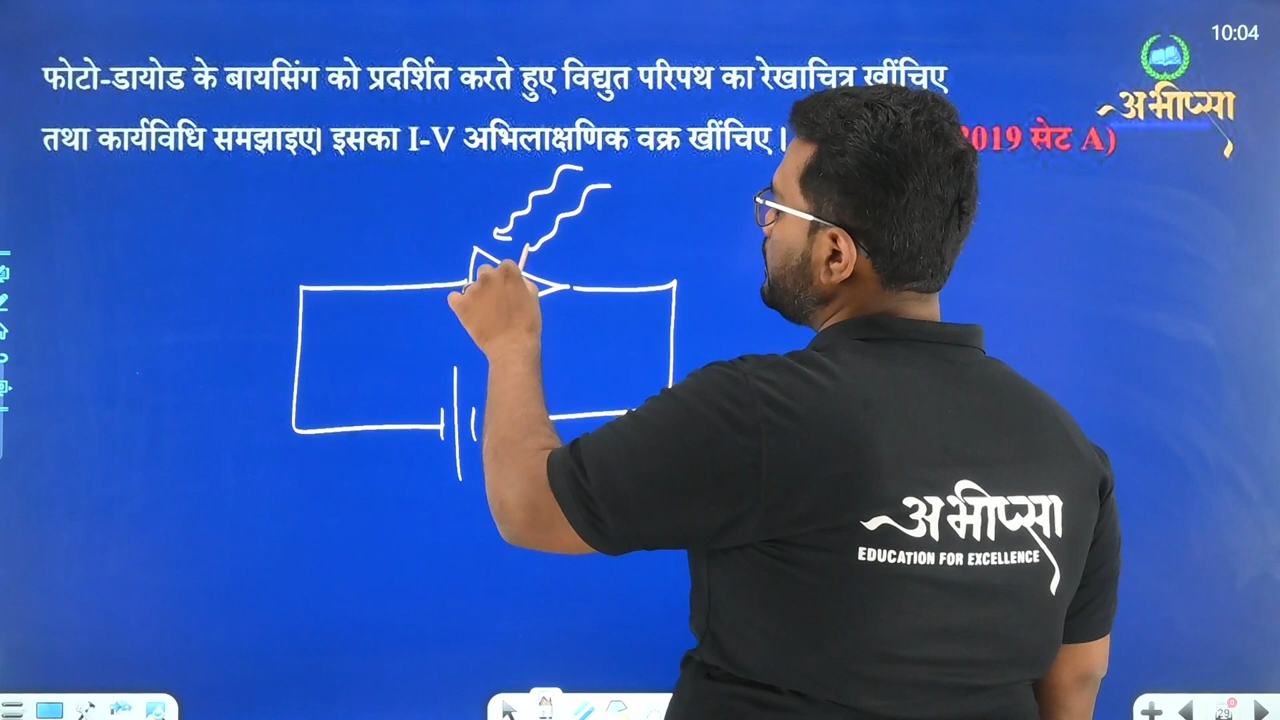 10:04
फोटो-डायोड के बायसिंग को प्रदर्शित करते हुए विद्युत परिपथ का रेखाचित्र खींचिए
अभीप्सा
तथा कार्यविधि समझाइए। इसका I-V अभिलाक्षणिक वक्र खींचिए। 2019 सेट A)
अभीप्सा
EDUCATION FOR EXCELLENCE
29